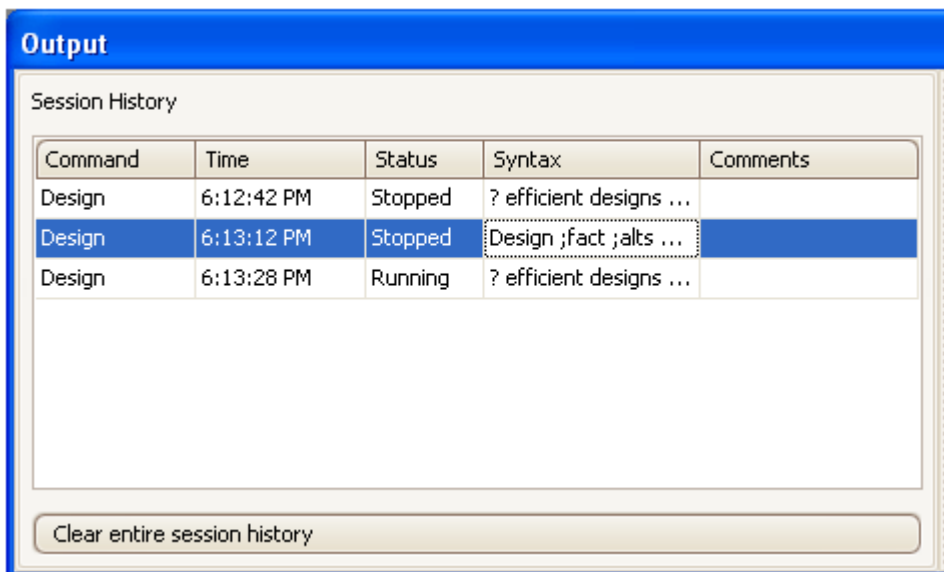 Output
Session History
Command Time Status Syntax Comments
Design 6:12:42 PM Stopped ? efficient designs ...
Design 6:13:12 PM Stopped Design ;fact ;alts ...
Design 6:13:28 PM Running ? efficient designs ...
Clear entire session history